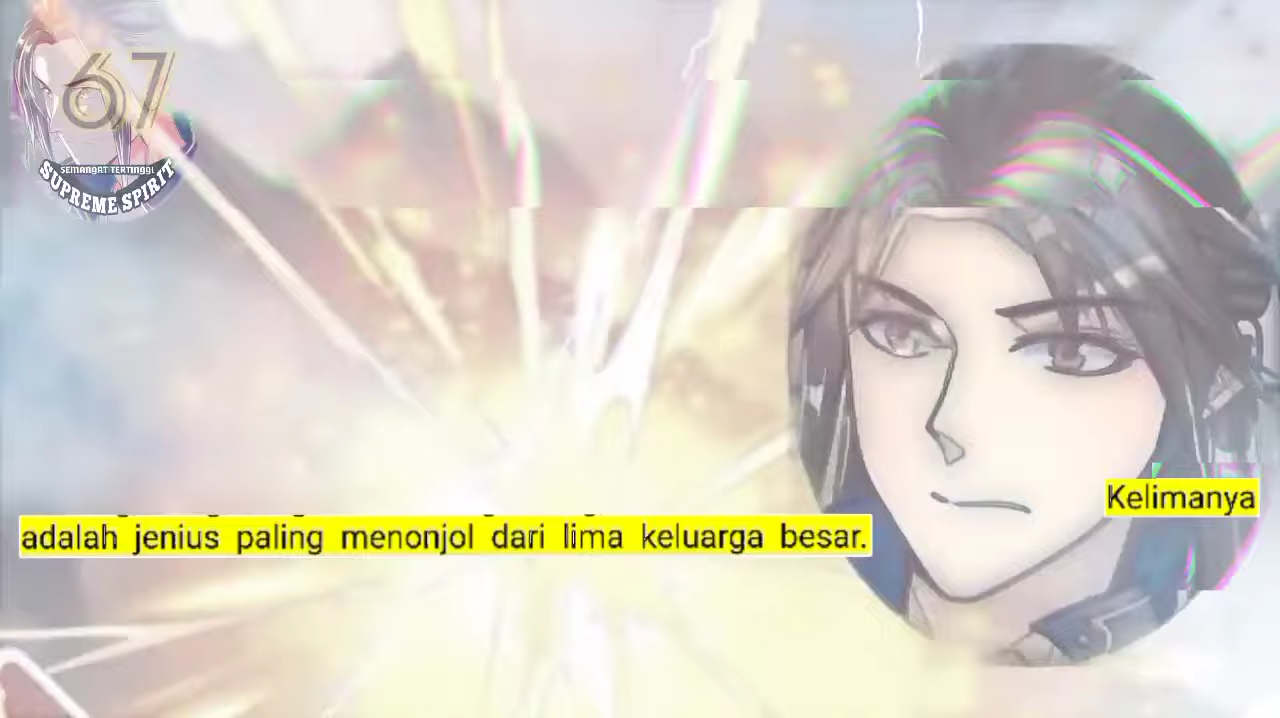 67
SEMANGAT TERTINGGI
SUPREME SPIRIT
Kelimanya
adalah jenius paling menonjol dari lima keluarga besar.